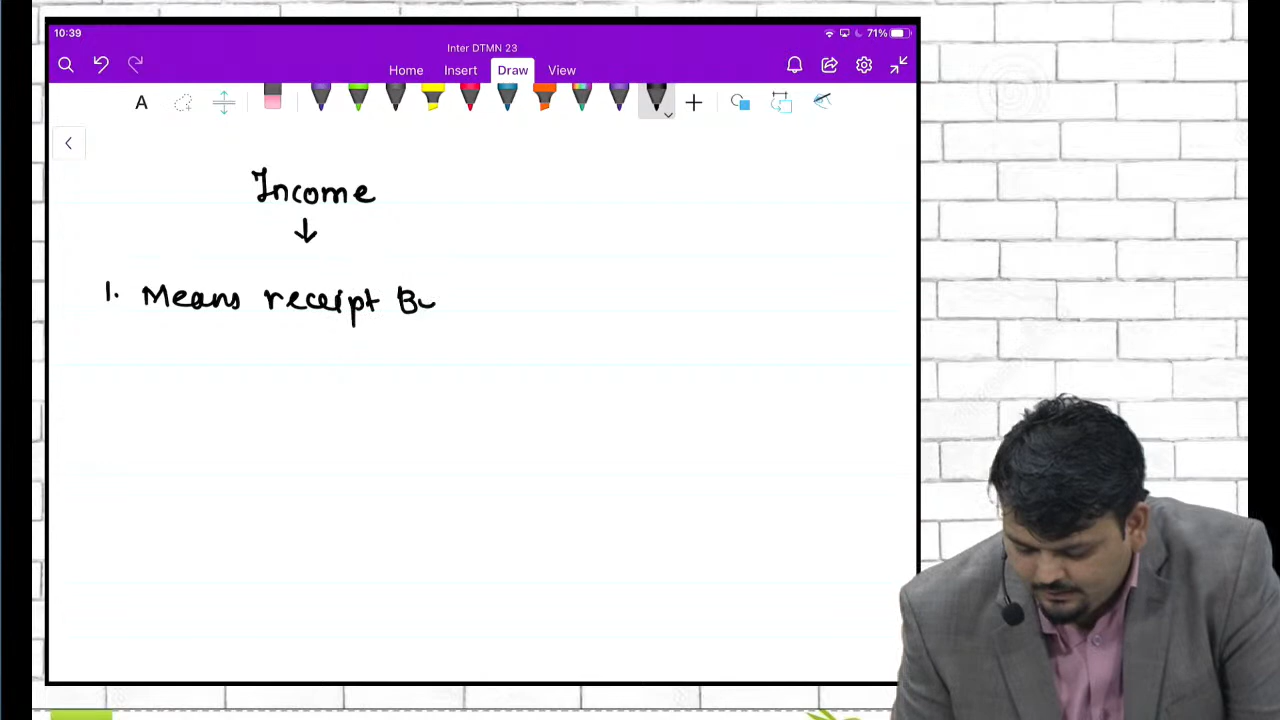 10:39
71%
Inter DTMN 23
Home Insert Draw View
A
Income
1. Means receipt